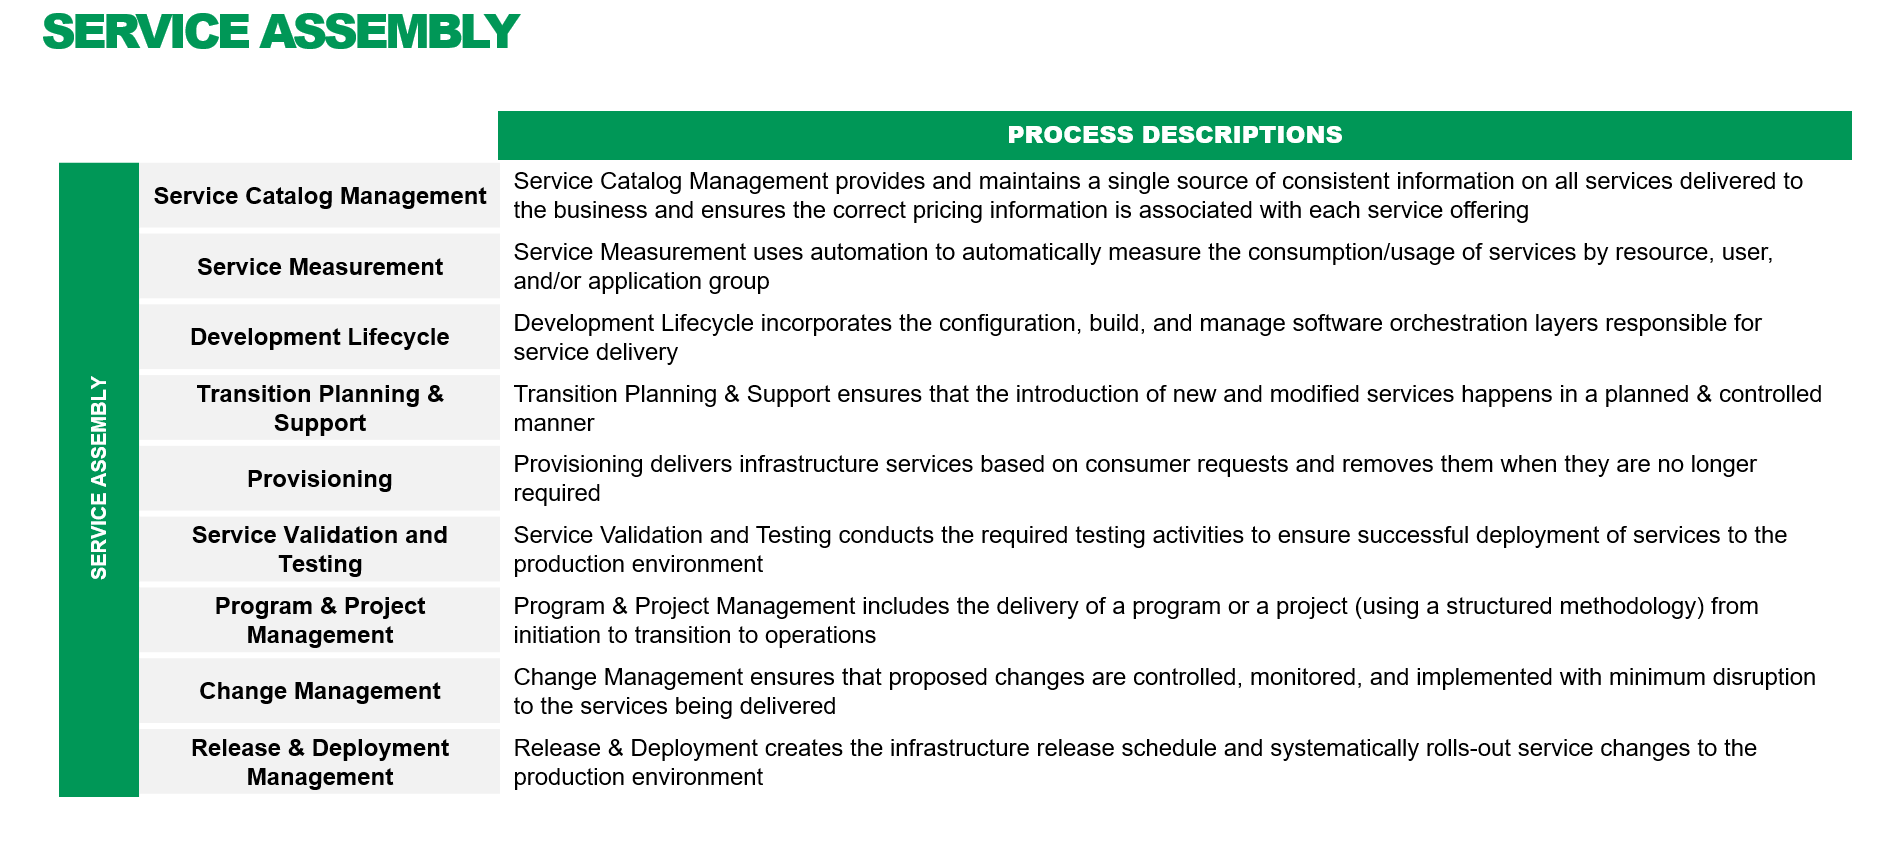 SERVICE ASSEMBLY
PROCESS DESCRIPTIONS
SERVICE ASSEMBLY
Service Catalog Management
Service Catalog Management provides and maintains a single source of consistent information on all services delivered to
the business and ensures the correct pricing information is associated with each service offering
Service Measurement
Service Measurement uses automation to automatically measure the consumption/usage of services by resource, user,
and/or application group
Development Lifecycle
Development Lifecycle incorporates the configuration, build, and manage software orchestration layers responsible for
service delivery
Transition Planning &
Support
Transition Planning & Support ensures that the introduction of new and modified services happens in a planned & controlled
manner
Provisioning
Provisioning delivers infrastructure services based on consumer requests and removes them when they are no longer
required
Service Validation and
Testing
Service Validation and Testing conducts the required testing activities to ensure successful deployment of services to the
production environment
Program & Project
Management
Program & Project Management includes the delivery of a program or a project (using a structured methodology) from
initiation to transition to operations
Change Management
Change Management ensures that proposed changes are controlled, monitored, and implemented with minimum disruption
to the services being delivered
Release & Deployment
Management
Release & Deployment creates the infrastructure release schedule and systematically rolls-out service changes to the
production environment